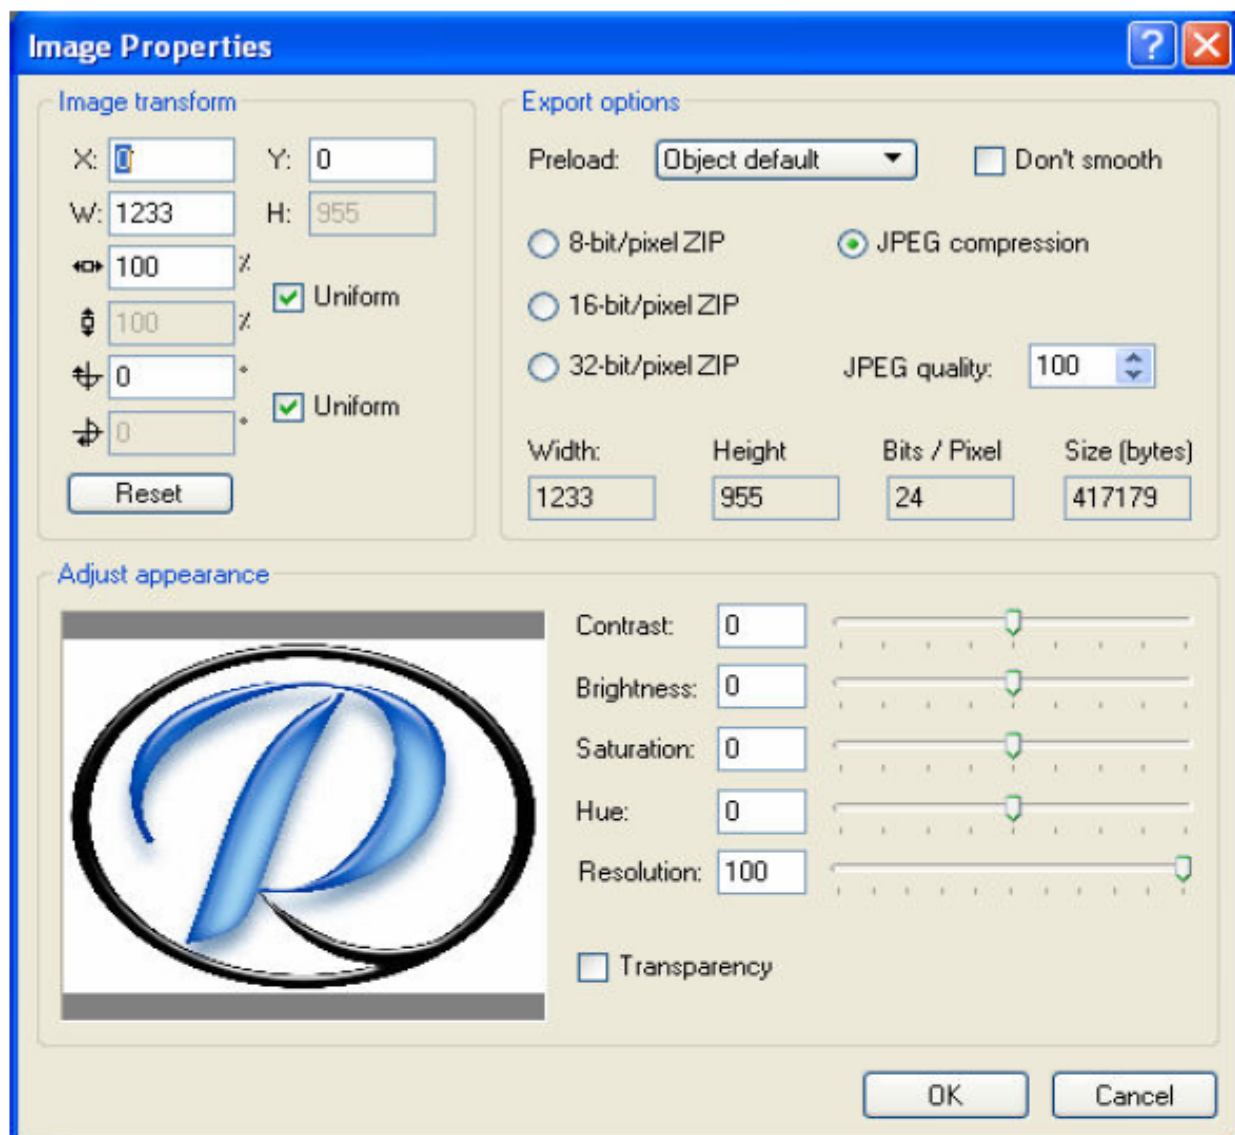 Image Properties
Image transform
X: 0 Y: 0
W: 1233 H: 955
100 %
Uniform
100 %
0 °
Uniform
0 °
Reset
Export options
Preload: Object default Don't smooth
8-bit/pixel ZIP JPEG compression
16-bit/pixel ZIP
32-bit/pixel ZIP JPEG quality: 100
Width: Height Bits / Pixel Size (bytes)
1233 955 24 417179
Adjust appearance
R
Contrast: 0
Brightness: 0
Saturation: 0
Hue: 0
Resolution: 100
Transparency
OK Cancel